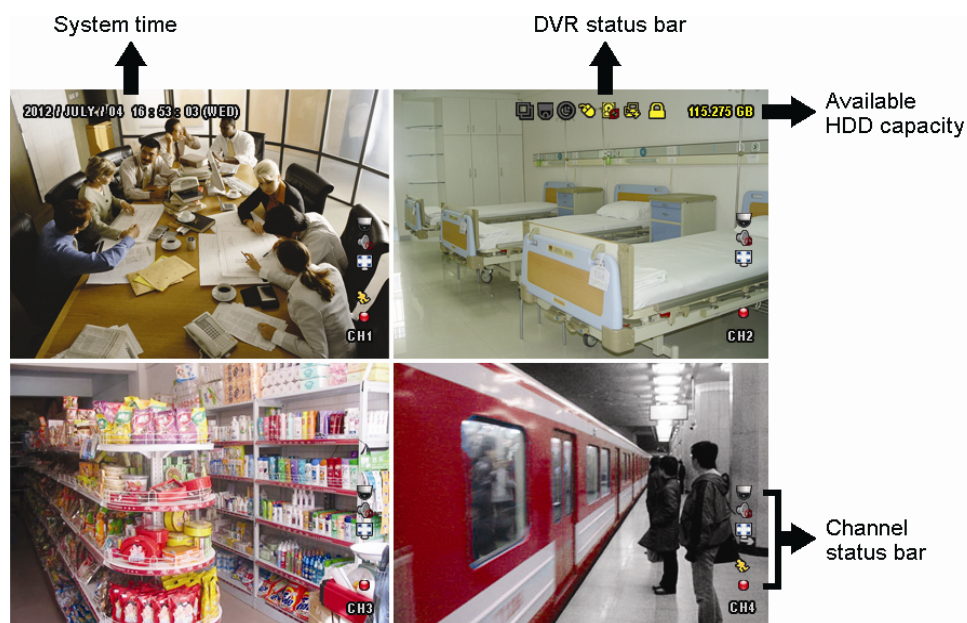 System time
DVR status bar
2012 / JULY / 04 16 : 53 : 03 (WED)
115.275 GB
Available
HDD capacity
CH1
CH2
Channel
status bar
CH3
CH4